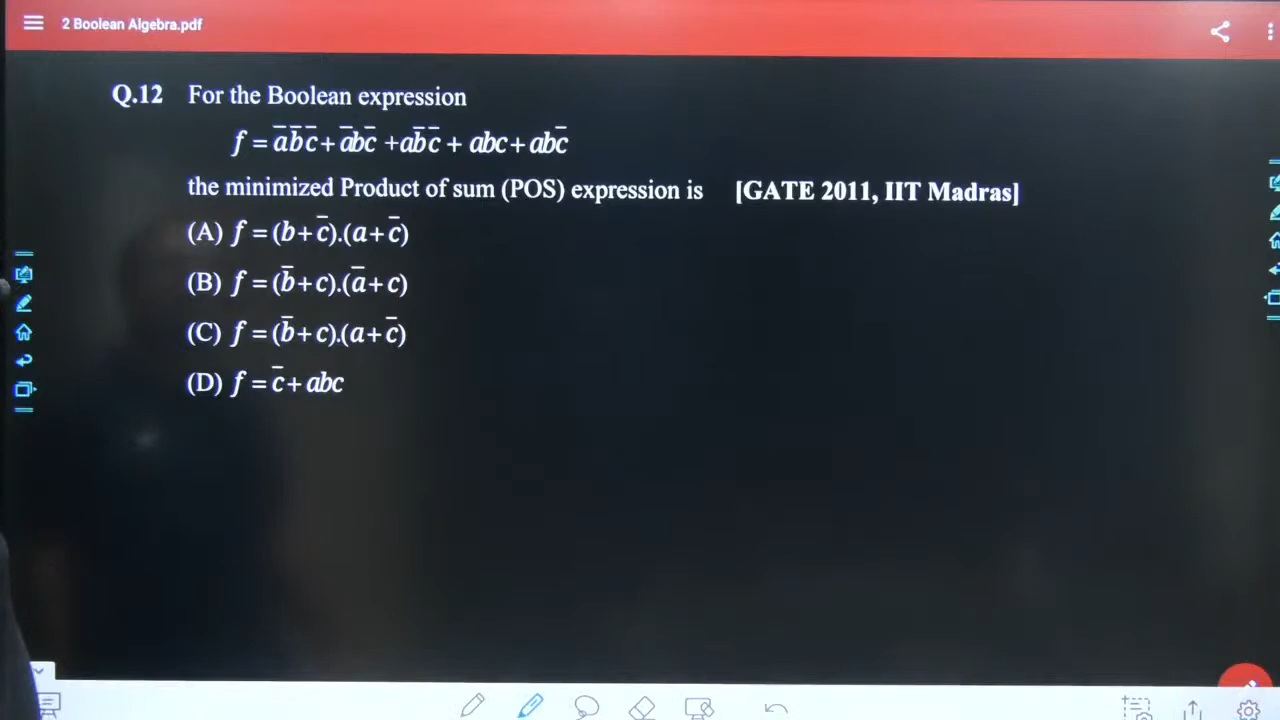 2 Boolean Algebra.pdf
Q.12 For the Boolean expression
f = a̅b̅c̅ + a̅bc̅ + ab̅c̅ + abc + abc̅
the minimized Product of sum (POS) expression is [GATE 2011, IIT Madras]
(A) f = (b + c̅).(a + c̅)
(B) f = (b̅ + c).(a̅ + c)
(C) f = (b̅ + c).(a + c̅)
(D) f = c̅ + abc